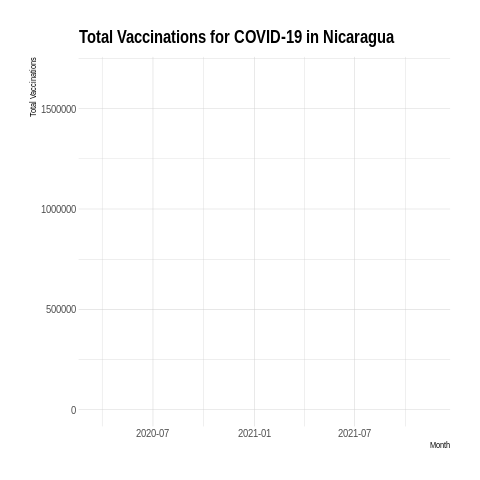 Total Vaccinations for COVID-19 in Nicaragua
Total Vaccinations
1500000
1000000
500000
0
2020-07 2021-01 2021-07
Month